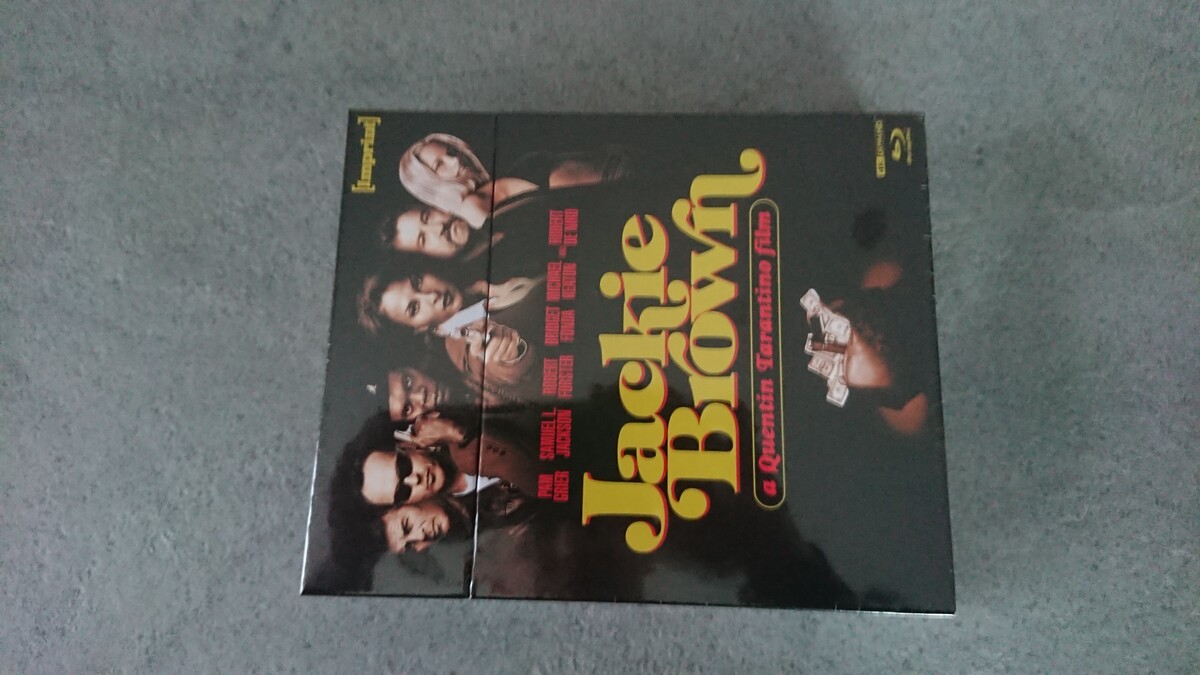 [Imprint]
PAM GRIER
SAMUEL L. JACKSON
ROBERT FORSTER
BRIDGET FONDA
MICHAEL KEATON
ROBERT DE NIRO
Jackie
Brown
a Quentin Tarantino film